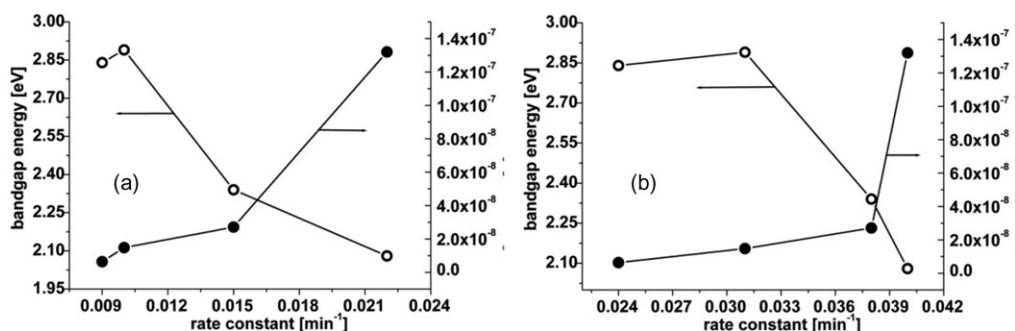 3.00
2.85
2.70
2.55
2.40
2.25
2.10
1.95
bandgap energy [eV]
(a)
1.4x10⁻⁷
1.2x10⁻⁷
1.0x10⁻⁷
8.0x10⁻⁸
6.0x10⁻⁸
4.0x10⁻⁸
2.0x10⁻⁸
0.0
0.009 0.012 0.015 0.018 0.021 0.024
rate constant [min⁻¹]
3.00
2.85
2.70
2.55
2.40
2.25
2.10
bandgap energy [eV]
(b)
1.4x10⁻⁷
1.2x10⁻⁷
1.0x10⁻⁷
8.0x10⁻⁸
6.0x10⁻⁸
4.0x10⁻⁸
2.0x10⁻⁸
0.0
0.024 0.027 0.030 0.033 0.036 0.039 0.042
rate constant [min⁻¹]